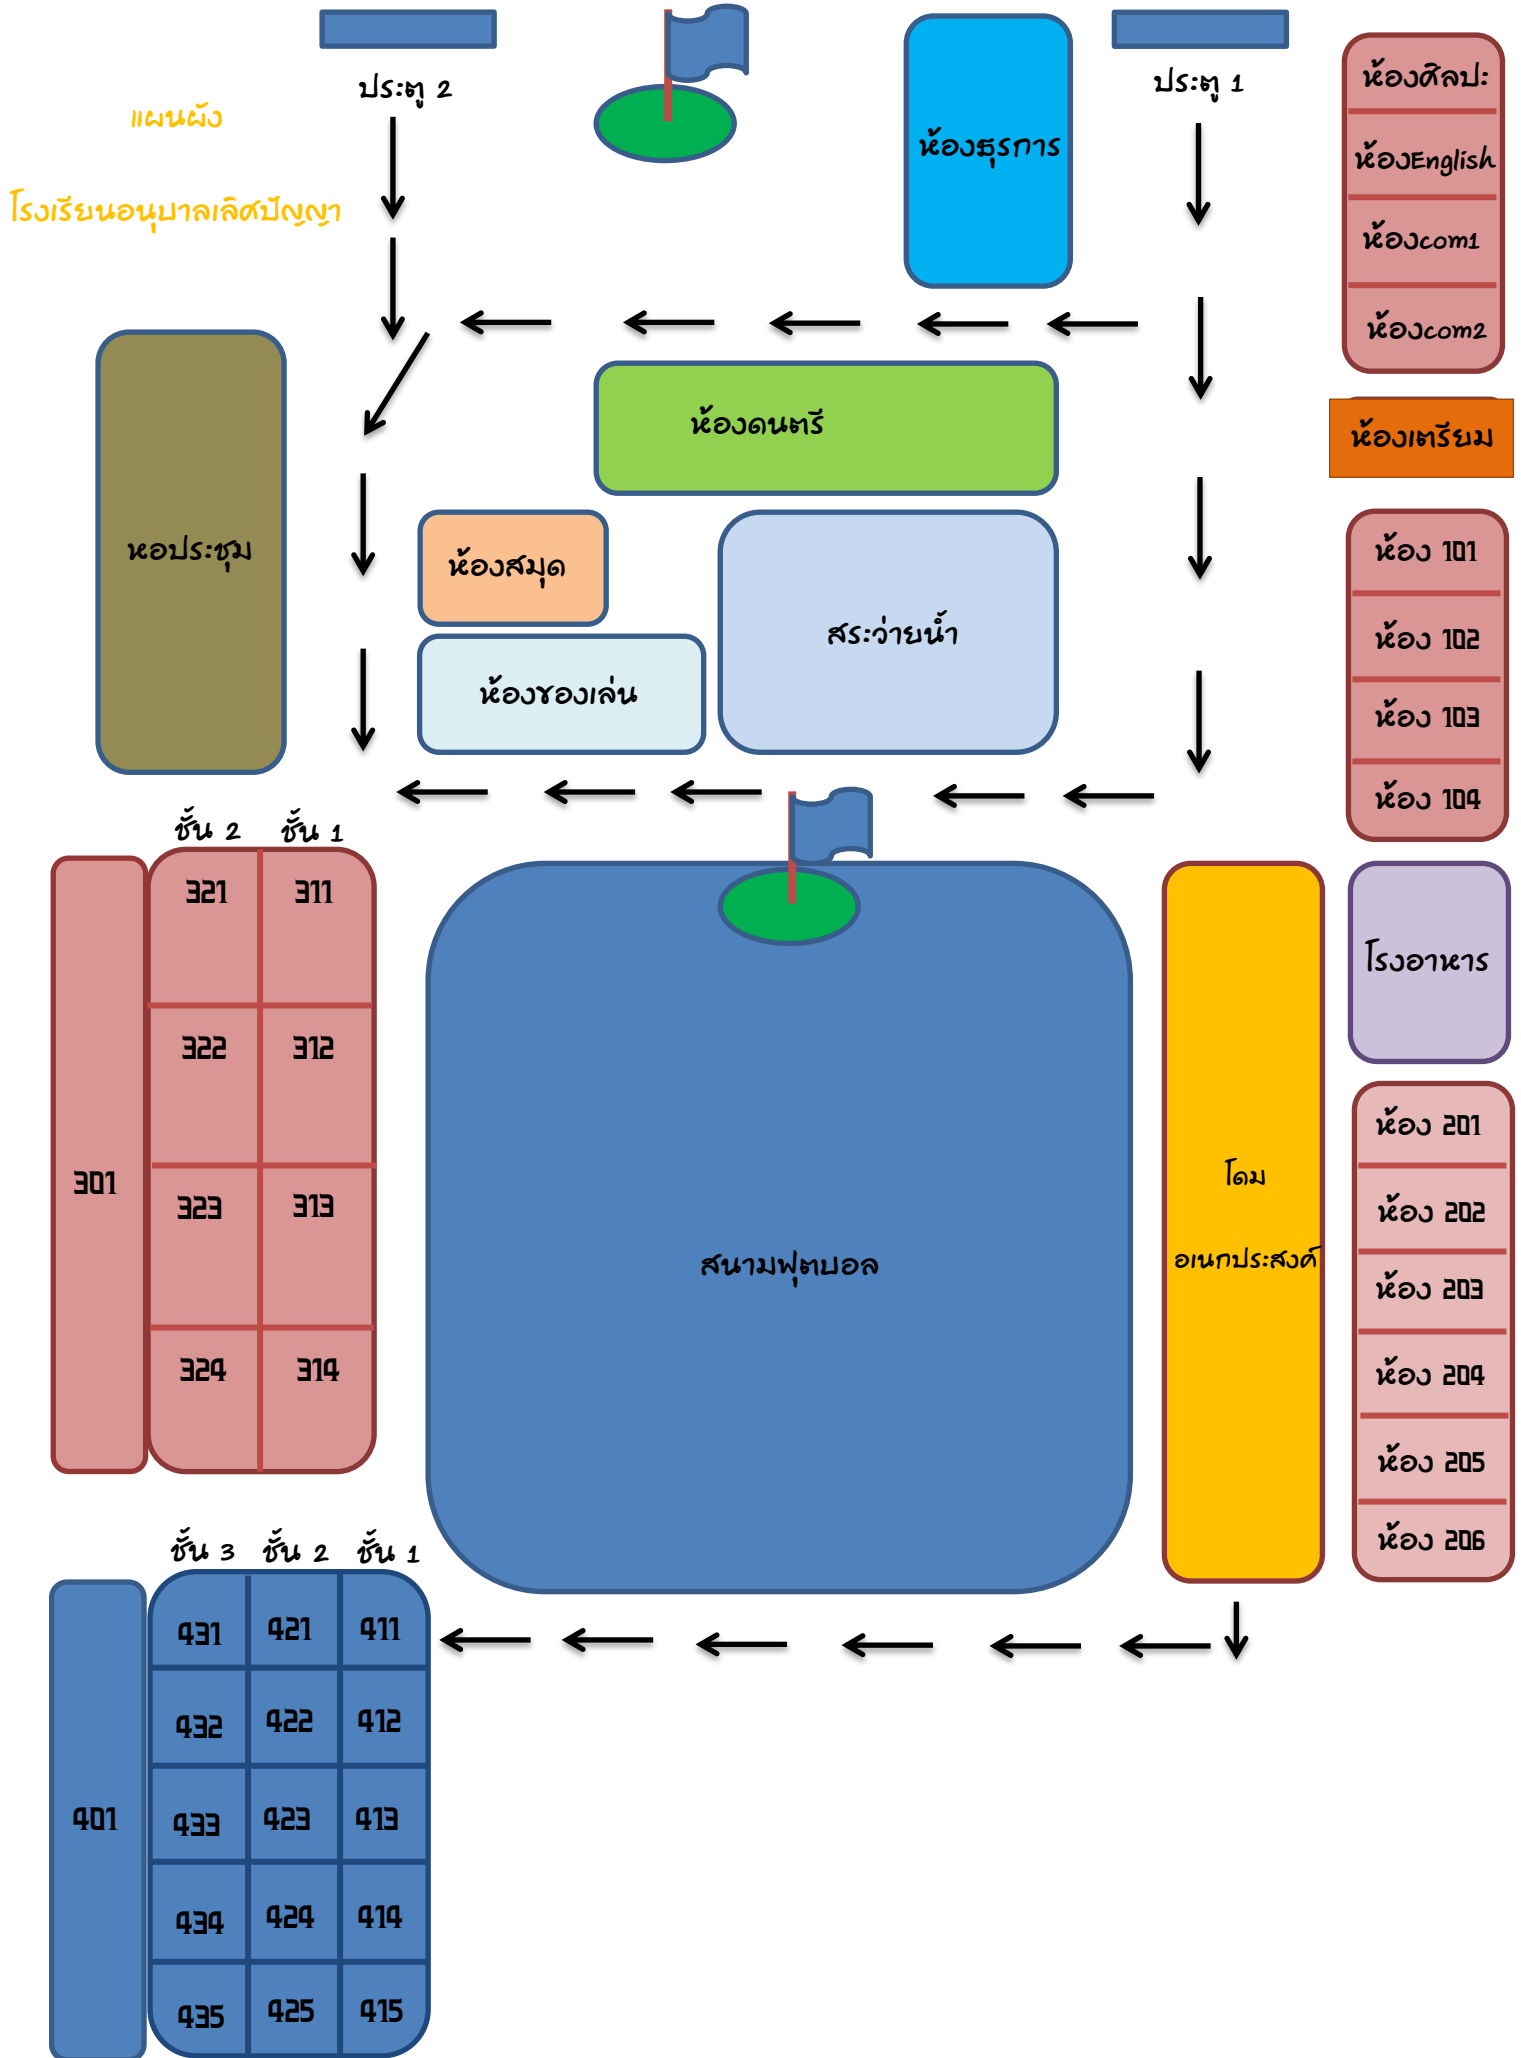 ประตู 2
ประตู 1
แผนผัง
โรงเรียนอนุบาลเลิศปัญญา
ห้องธุรการ
ห้องศิลปะ
ห้องEnglish
ห้องcom1
ห้องcom2
ห้องดนตรี
ห้องเตรียม
หอประชุม
ห้องสมุด
สระว่ายน้ำ
ห้องของเล่น
ห้อง 101
ห้อง 102
ห้อง 103
ห้อง 104
ชั้น 2 ชั้น 1
321 311
322 312
323 313
324 314
301
สนามฟุตบอล
โดม
อเนกประสงค์
โรงอาหาร
ห้อง 201
ห้อง 202
ห้อง 203
ห้อง 204
ห้อง 205
ห้อง 206
ชั้น 3 ชั้น 2 ชั้น 1
431 421 411
432 422 412
433 423 413
434 424 414
435 425 415
401